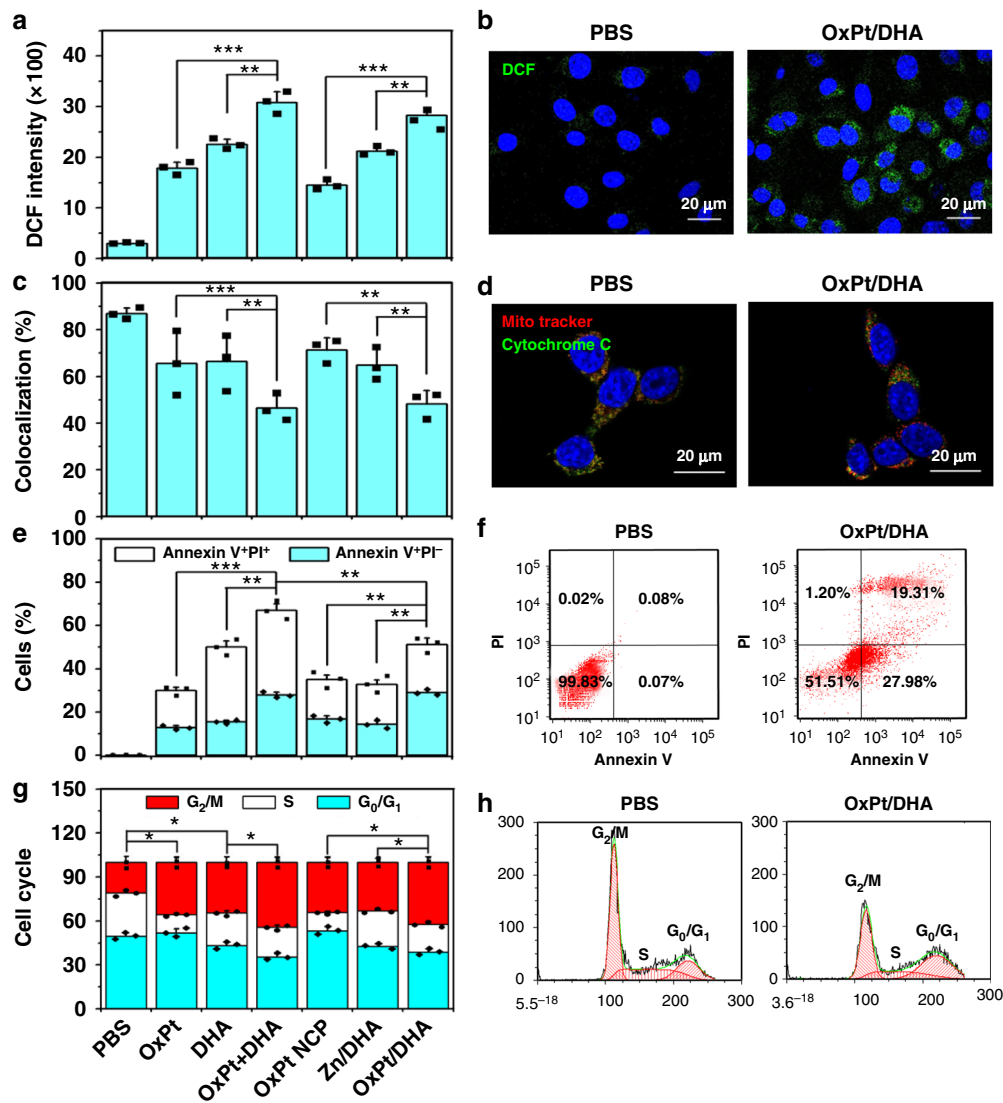 a
DCF intensity (×100)
40
30
20
10
0
***
**
***
**
b
PBS
OxPt/DHA
DCF
20 μm
20 μm
c
Colocalization (%)
100
80
60
40
20
0
***
**
**
**
d
PBS
OxPt/DHA
Mito tracker
Cytochrome C
20 μm
20 μm
e
Cells (%)
100
80
60
40
20
0
Annexin V⁺PI⁺
Annexin V⁺PI⁻
***
**
**
**
**
f
PBS
OxPt/DHA
PI
10⁵
10⁴
10³
10²
10¹
0.02%
0.08%
99.83%
0.07%
10¹ 10² 10³ 10⁴ 10⁵
Annexin V
PI
10⁵
10⁴
10³
10²
10¹
1.20%
19.31%
51.51%
27.98%
10¹ 10² 10³ 10⁴ 10⁵
Annexin V
g
Cell cycle
150
120
90
60
30
0
G₂/M
S
G₀/G₁
*
*
*
*
*
PBS
OxPt
DHA
OxPt+DHA
OxPt NCP
Zn/DHA
OxPt/DHA
h
PBS
OxPt/DHA
300
200
100
0
G₂/M
S
G₀/G₁
5.5⁻¹⁸ 100 200 300
300
200
100
0
G₂/M
S
G₀/G₁
3.6⁻¹⁸ 100 200 300